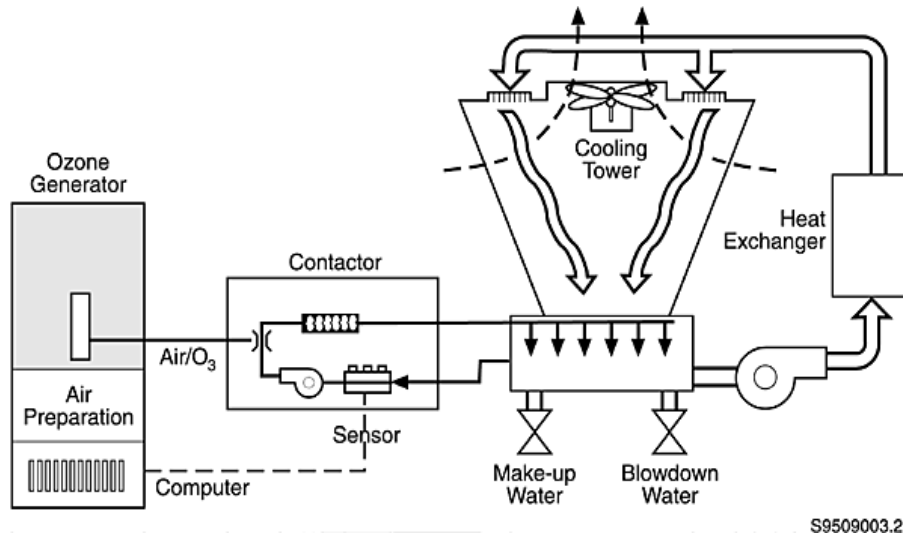 Ozone
Generator
Cooling
Tower
Heat
Exchanger
Contactor
Air/O₃
Air
Preparation
Sensor
Computer
Make-up
Water
Blowdown
Water
S9509003.2